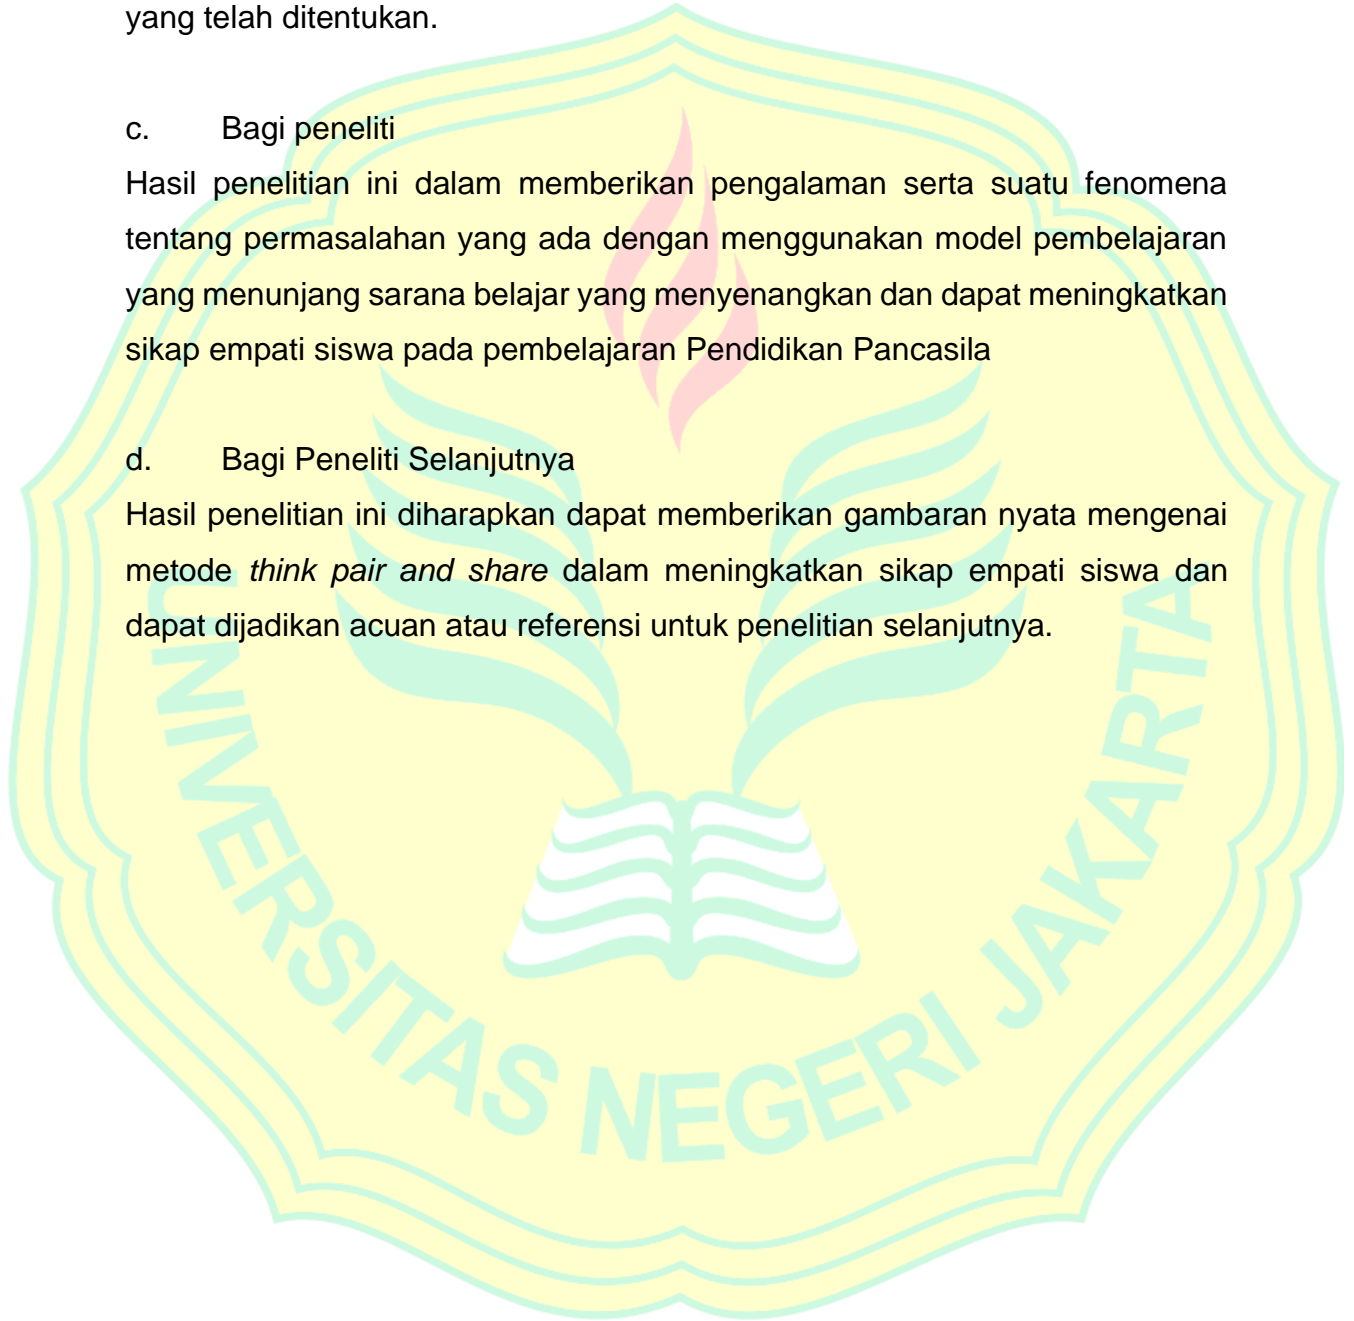 yang telah ditentukan.
c. Bagi peneliti
Hasil penelitian ini dalam memberikan pengalaman serta suatu fenomena
tentang permasalahan yang ada dengan menggunakan model pembelajaran
yang menunjang sarana belajar yang menyenangkan dan dapat meningkatkan
sikap empati siswa pada pembelajaran Pendidikan Pancasila
d. Bagi Peneliti Selanjutnya
Hasil penelitian ini diharapkan dapat memberikan gambaran nyata mengenai
metode think pair and share dalam meningkatkan sikap empati siswa dan
dapat dijadikan acuan atau referensi untuk penelitian selanjutnya.
UNIVERSITAS NEGERI JAKARTA